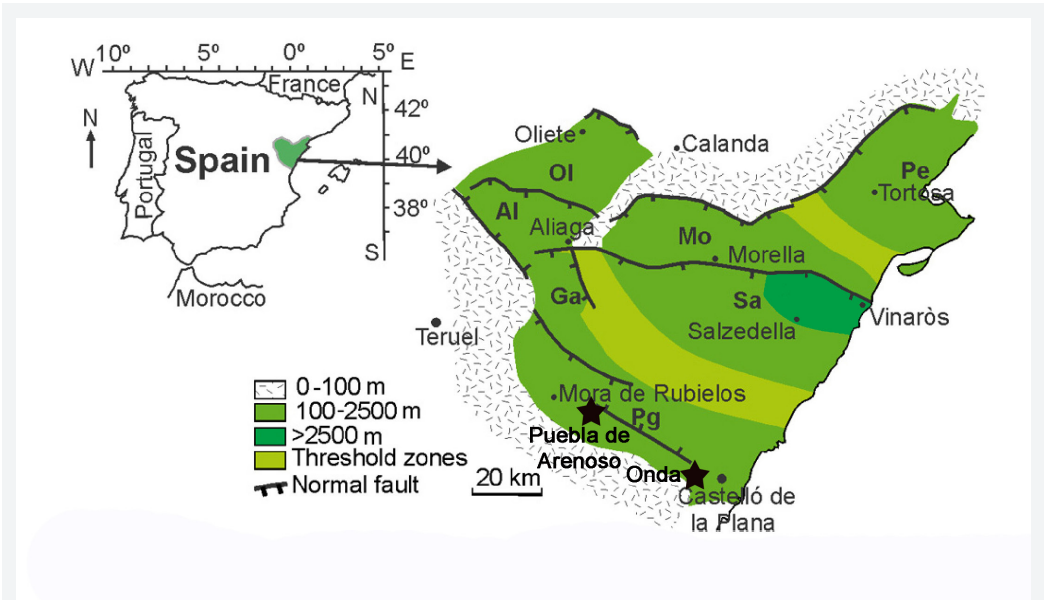 W 10º 5º 0º 5º E
France
N
42º
N
Portugal
Spain
40º
38º
S
Morocco
Oliete
Calanda
Ol
Pe
Tortosa
Al
Aliaga
Mo
Morella
Ga
Sa
Vinaròs
Salzedella
Teruel
0-100 m
100-2500 m
>2500 m
Threshold zones
Normal fault
20 km
Mora de Rubielos
Pg
Puebla de
Arenoso
Onda
Castelló de
la Plana